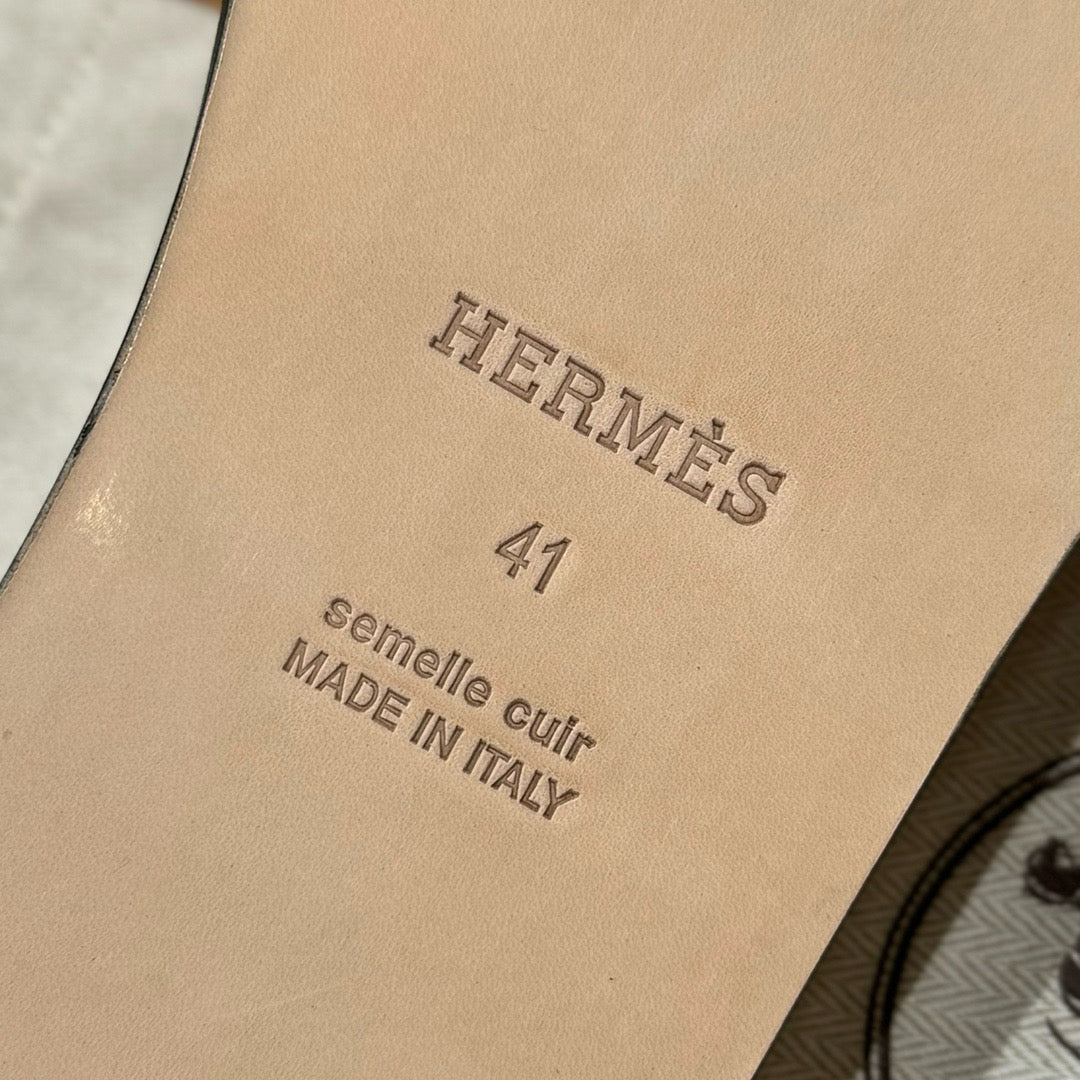 HERMÈS
41
semelle cuir
MADE IN ITALY